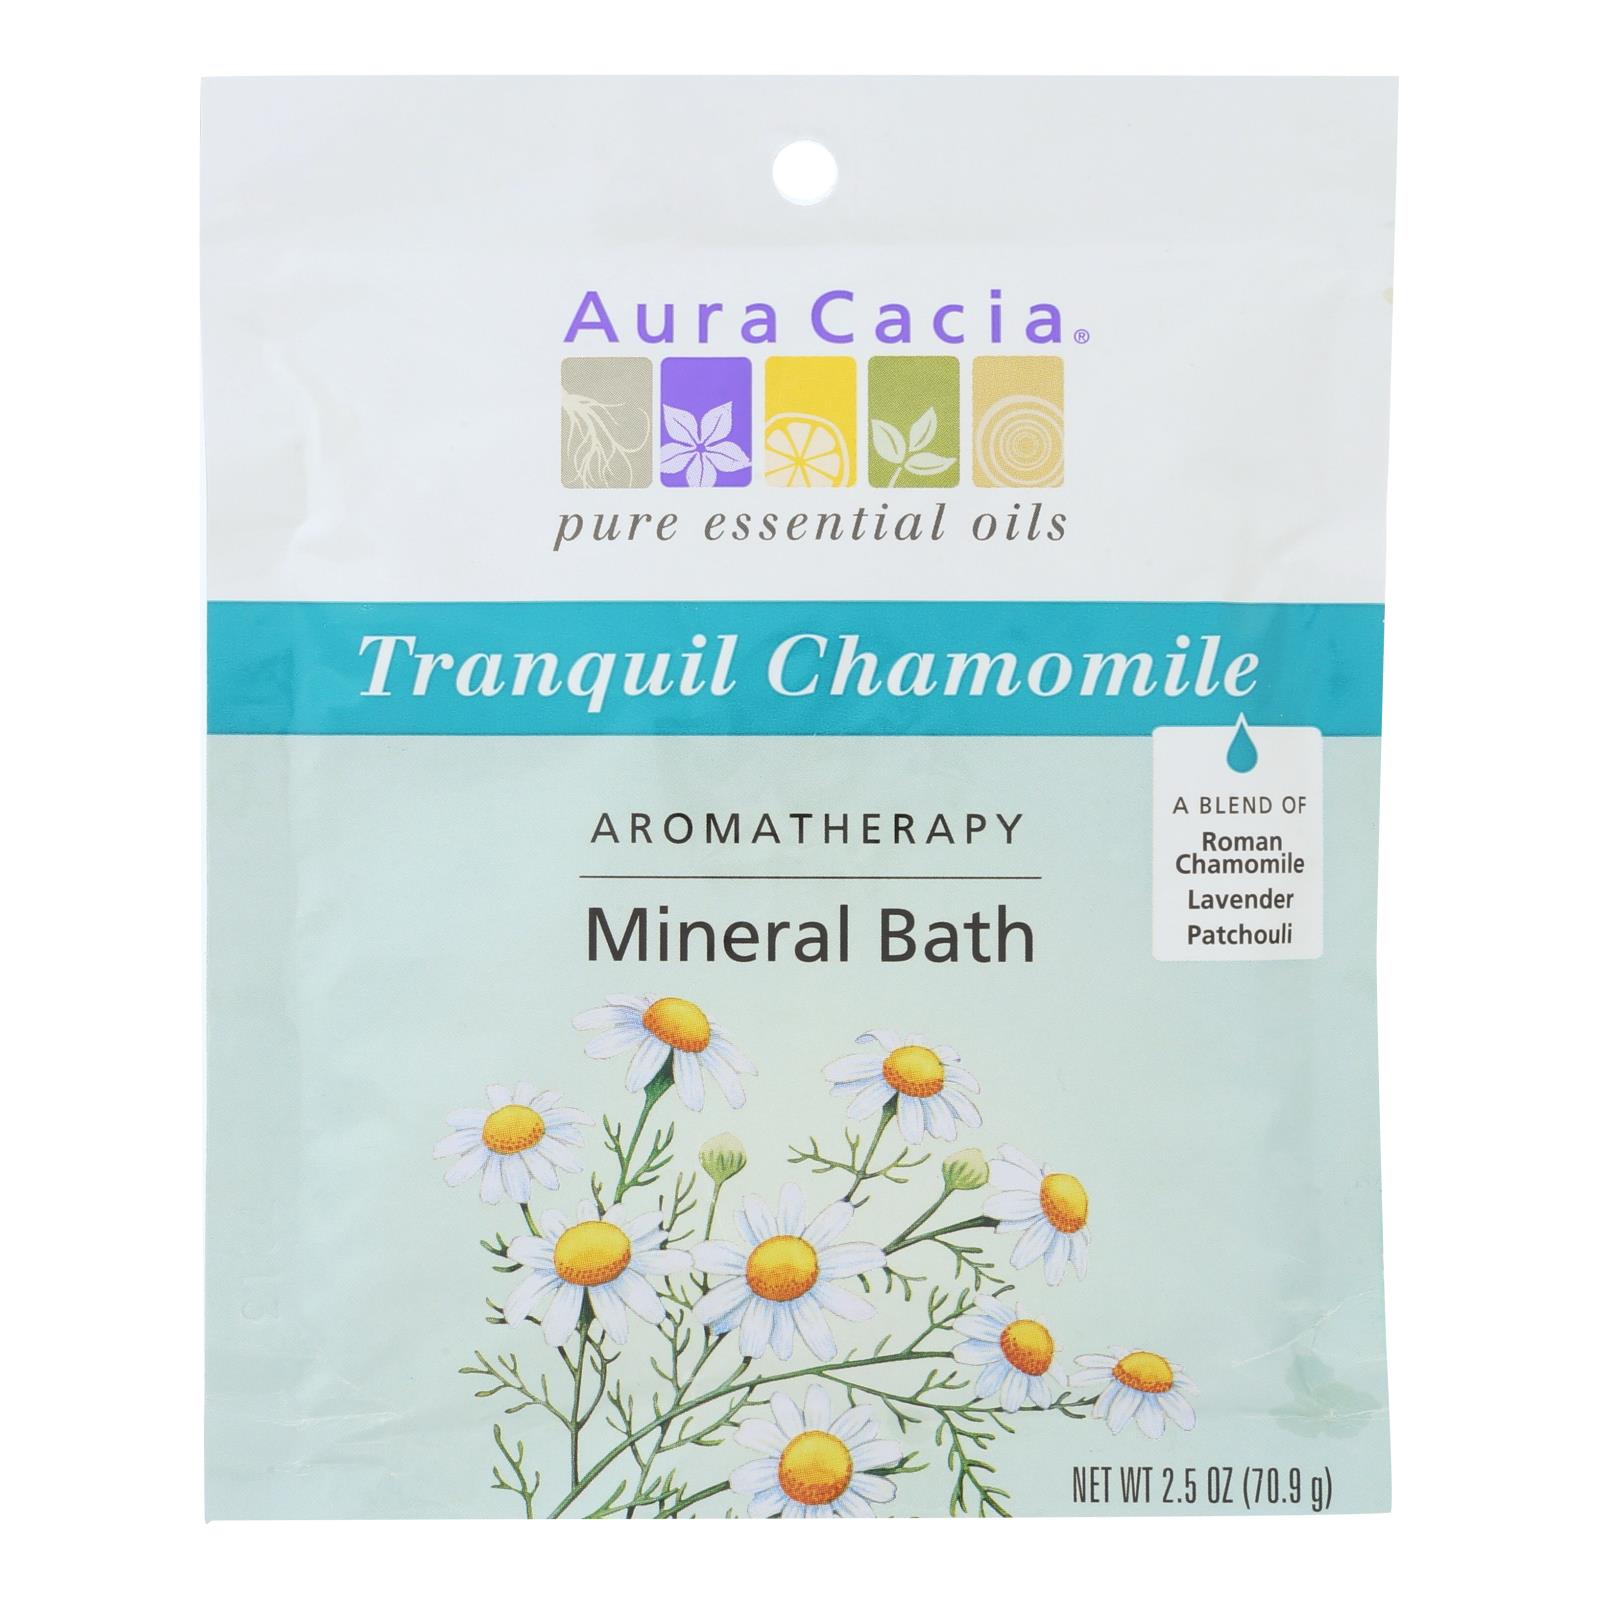 Aura Cacia®
pure essential oils
Tranquil Chamomile
AROMATHERAPY
Mineral Bath
A BLEND OF
Roman
Chamomile
Lavender
Patchouli
NET WT 2.5 OZ (70.9 g)